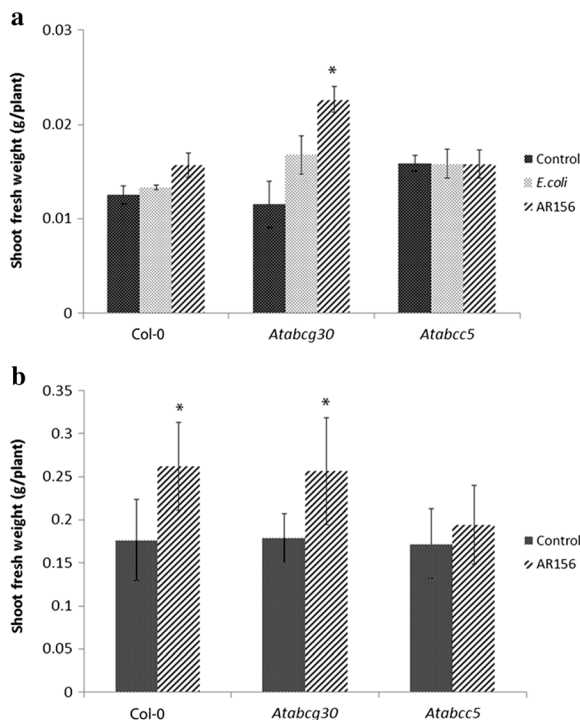 a
Shoot fresh weight (g/plant)
0.03
0.02
0.01
0
*
Control
E.coli
AR156
Col-0 Atabcg30 Atabcc5
b
Shoot fresh weight (g/plant)
0.35
0.3
0.25
0.2
0.15
0.1
0.05
0
* *
Control
AR156
Col-0 Atabcg30 Atabcc5